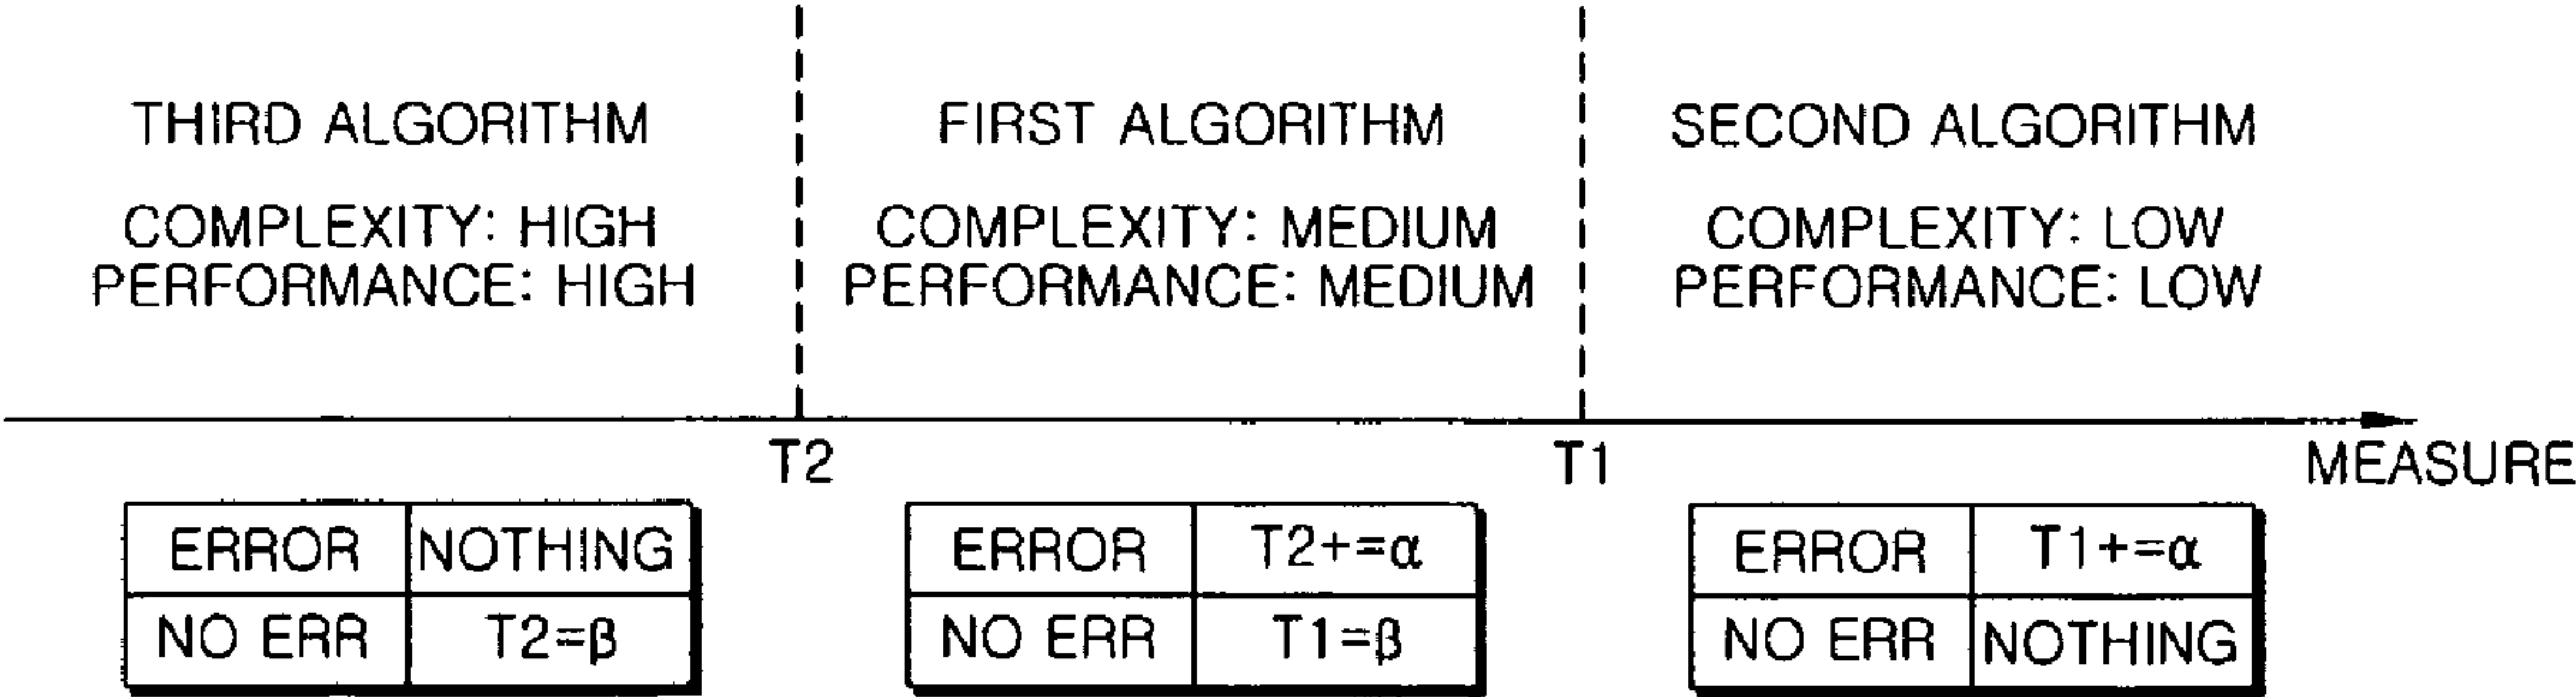 THIRD ALGORITHM
COMPLEXITY: HIGH
PERFORMANCE: HIGH
FIRST ALGORITHM
COMPLEXITY: MEDIUM
PERFORMANCE: MEDIUM
SECOND ALGORITHM
COMPLEXITY: LOW
PERFORMANCE: LOW
T2
T1
MEASURE
ERROR NOTHING
NO ERR T2=β
ERROR T2+=α
NO ERR T1=β
ERROR T1+=α
NO ERR NOTHING